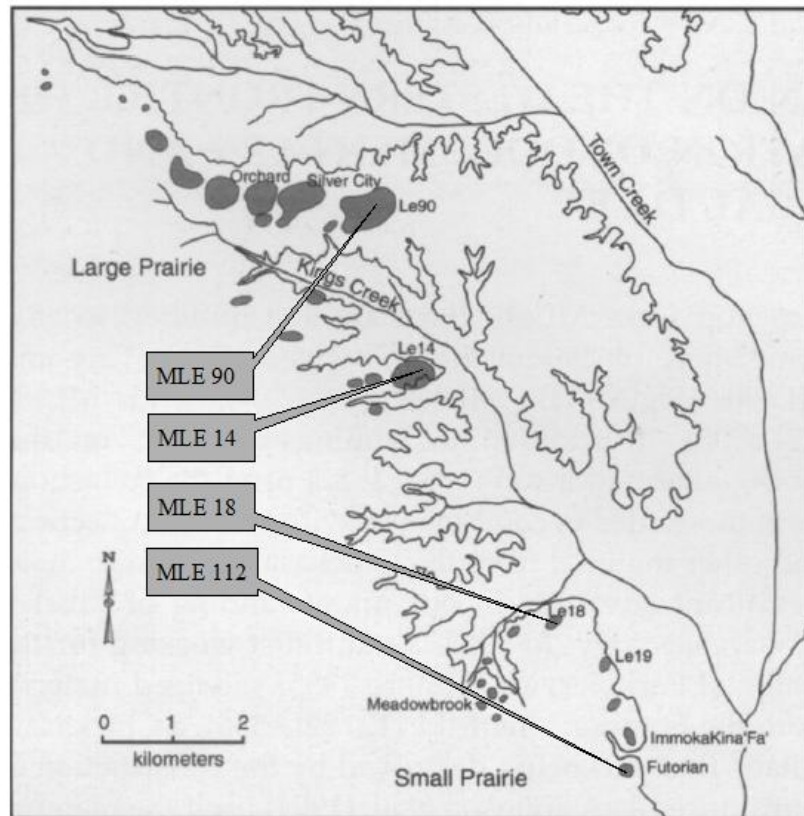 Town Creek
Orchard
Silver City
Le90
Large Prairie
Kings Creek
Le14
MLE 90
MLE 14
MLE 18
MLE 112
N
Le18
Le19
Meadowbrook
ImmokaKina'Fa'
Futorian
0 1 2
kilometers
Small Prairie